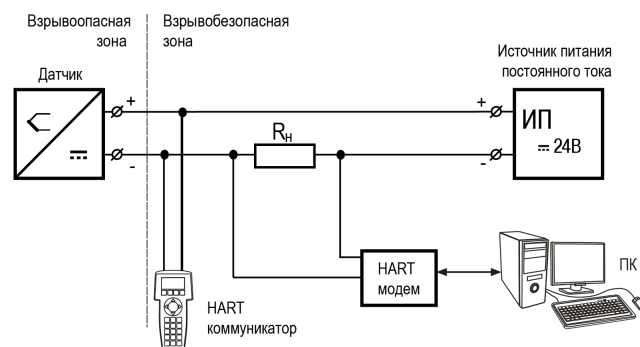 Взрывоопасная зона
Взрывобезопасная зона
Датчик
Источник питания
постоянного тока
+
-
Rн
+
-
ИП
24В
HART
модем
ПК
HART
коммуникатор